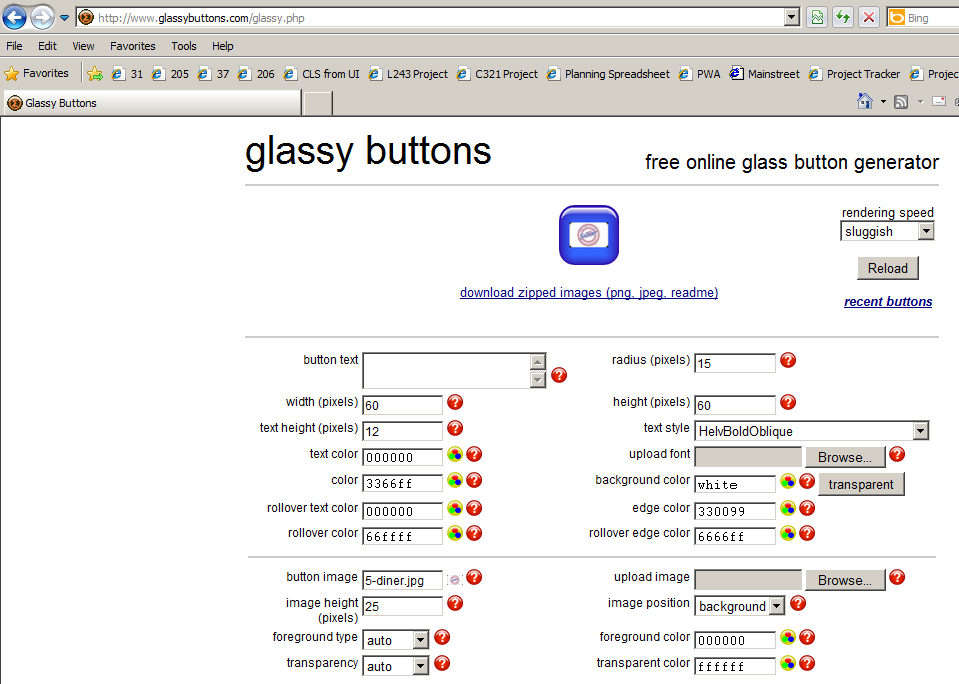 http://www.glassybuttons.com/glassy.php
Bing
File Edit View Favorites Tools Help
Favorites 31 205 37 206 CLS from UI L243 Project C321 Project Planning Spreadsheet PWA Mainstreet Project Tracker Projec
Glassy Buttons
glassy buttons
free online glass button generator
rendering speed
sluggish
Reload
download zipped images (png, jpeg, readme)
recent buttons
button text radius (pixels) 15
width (pixels) 60 height (pixels) 60
text height (pixels) 12 text style HelvBoldOblique
text color 000000 upload font Browse...
color 3366ff background color white transparent
rollover text color 000000 edge color 330099
rollover color 66ffff rollover edge color 6666ff
button image 5-diner.jpg upload image Browse...
image height (pixels) 25 image position background
foreground type auto foreground color 000000
transparency auto transparent color ffffff